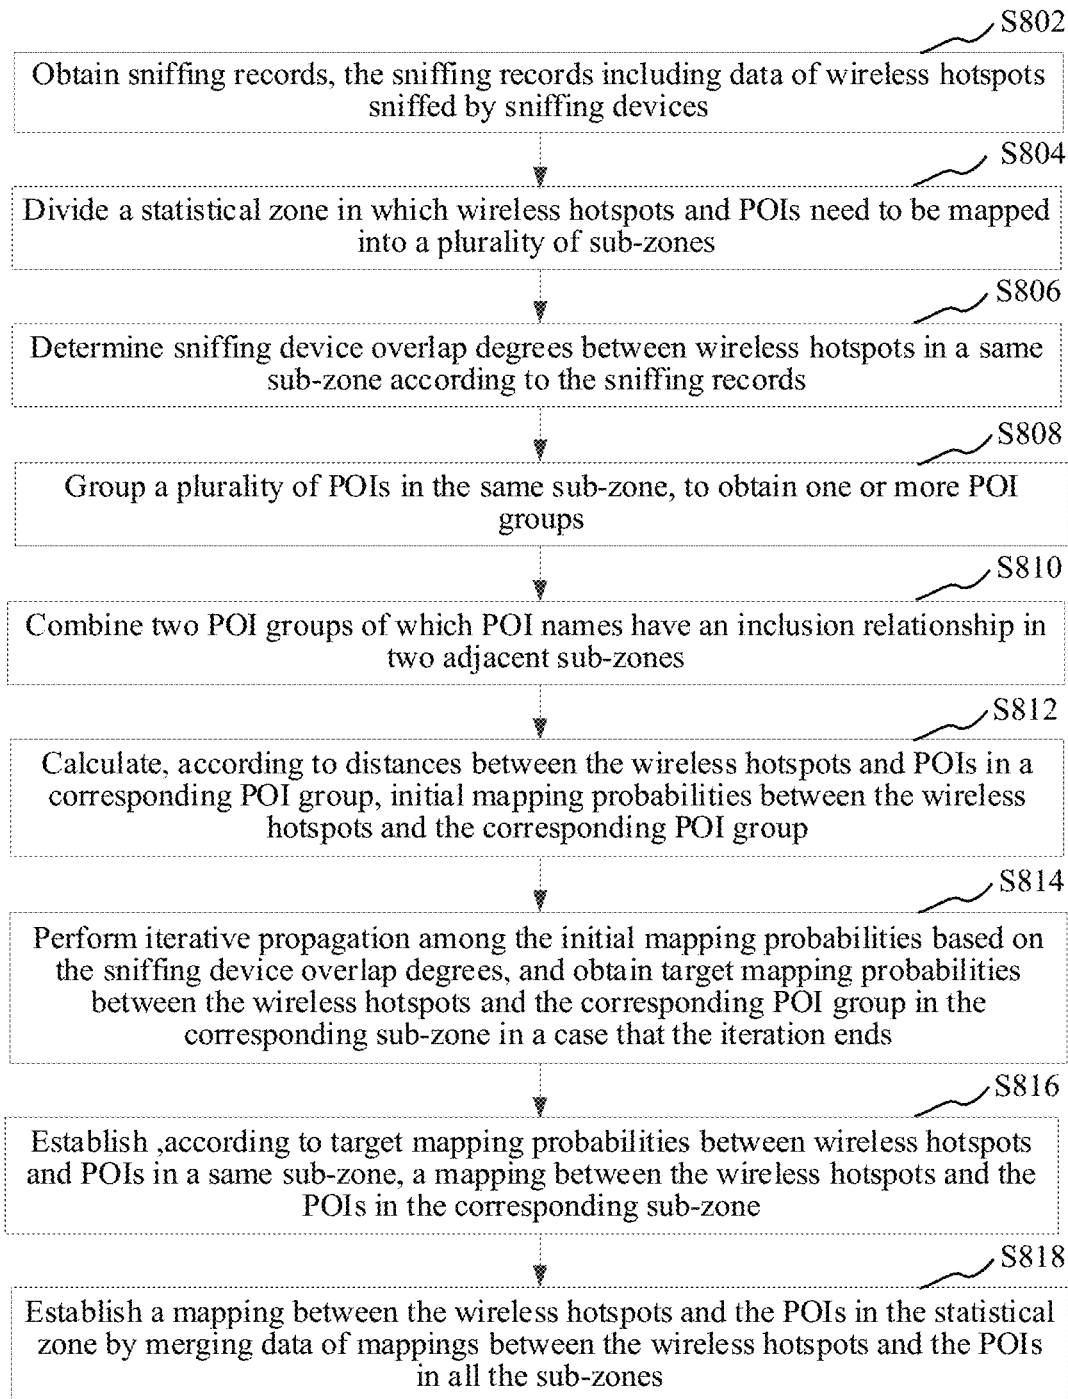 S802
Obtain sniffing records, the sniffing records including data of wireless hotspots
sniffed by sniffing devices
S804
Divide a statistical zone in which wireless hotspots and POIs need to be mapped
into a plurality of sub-zones
S806
Determine sniffing device overlap degrees between wireless hotspots in a same
sub-zone according to the sniffing records
S808
Group a plurality of POIs in the same sub-zone, to obtain one or more POI
groups
S810
Combine two POI groups of which POI names have an inclusion relationship in
two adjacent sub-zones
S812
Calculate, according to distances between the wireless hotspots and POIs in a
corresponding POI group, initial mapping probabilities between the wireless
hotspots and the corresponding POI group
S814
Perform iterative propagation among the initial mapping probabilities based on
the sniffing device overlap degrees, and obtain target mapping probabilities
between the wireless hotspots and the corresponding POI group in the
corresponding sub-zone in a case that the iteration ends
S816
Establish ,according to target mapping probabilities between wireless hotspots
and POIs in a same sub-zone, a mapping between the wireless hotspots and the
POIs in the corresponding sub-zone
S818
Establish a mapping between the wireless hotspots and the POIs in the statistical
zone by merging data of mappings between the wireless hotspots and the POIs
in all the sub-zones